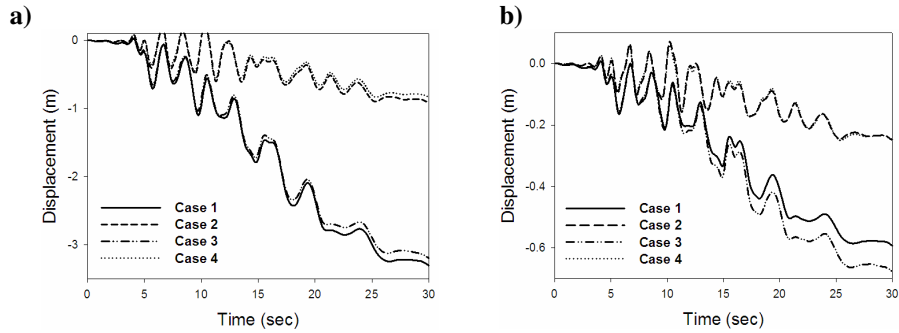 a)
0
-1
-2
-3
Displacement (m)
Case 1
Case 2
Case 3
Case 4
0 5 10 15 20 25 30
Time (sec)
b)
0.0
-0.2
-0.4
-0.6
Displacement (m)
Case 1
Case 2
Case 3
Case 4
0 5 10 15 20 25 30
Time (sec)